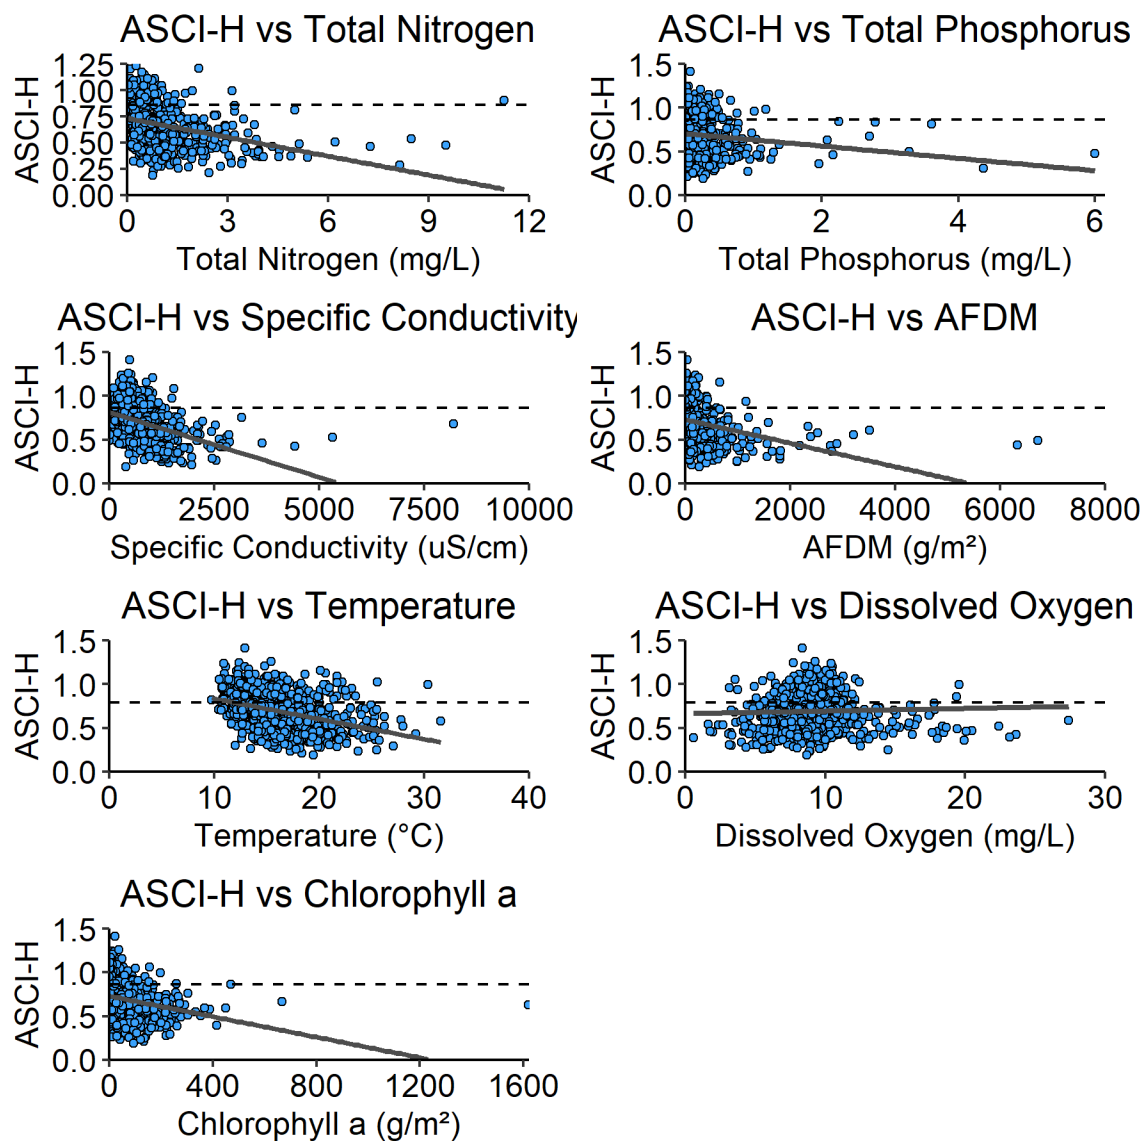 ASCI-H vs Total Nitrogen
ASCI-H
1.25
1.00
0.75
0.50
0.25
0.00
0 3 6 9 12
Total Nitrogen (mg/L)
ASCI-H vs Total Phosphorus
ASCI-H
1.5
1.0
0.5
0.0
0 2 4 6
Total Phosphorus (mg/L)
ASCI-H vs Specific Conductivity
ASCI-H
1.5
1.0
0.5
0.0
0 2500 5000 7500 10000
Specific Conductivity (uS/cm)
ASCI-H vs AFDM
ASCI-H
1.5
1.0
0.5
0.0
0 2000 4000 6000 8000
AFDM (g/m²)
ASCI-H vs Temperature
ASCI-H
1.5
1.0
0.5
0.0
0 10 20 30 40
Temperature (°C)
ASCI-H vs Dissolved Oxygen
ASCI-H
1.5
1.0
0.5
0.0
0 10 20 30
Dissolved Oxygen (mg/L)
ASCI-H vs Chlorophyll a
ASCI-H
1.5
1.0
0.5
0.0
0 400 800 1200 1600
Chlorophyll a (g/m²)